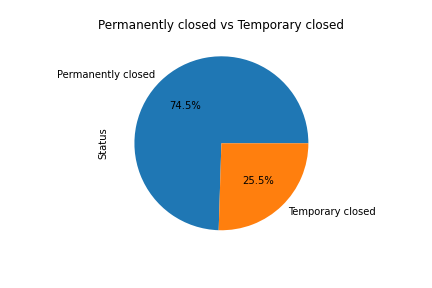 Permanently closed vs Temporary closed
Permanently closed
74.5%
Status
25.5%
Temporary closed